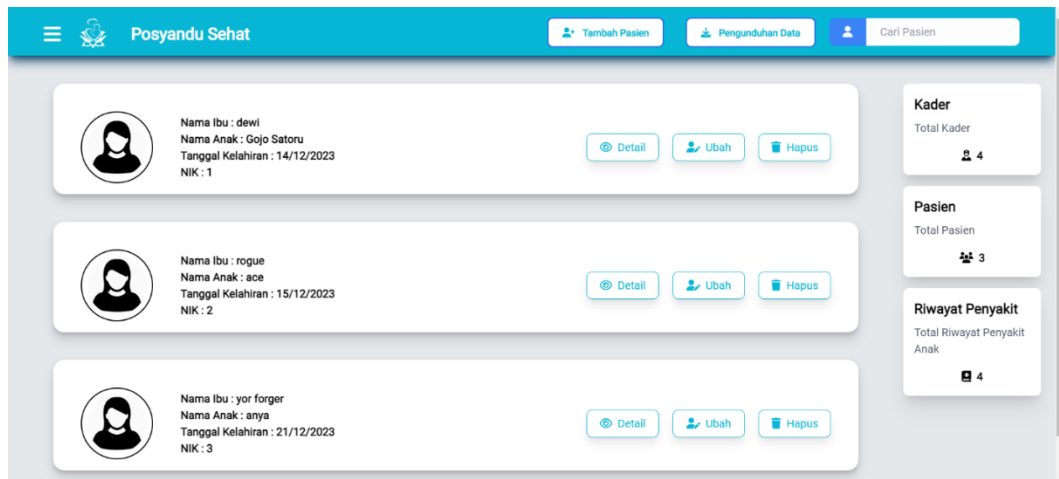 Posyandu Sehat
Tambah Pasien
Pengunduhan Data
Cari Pasien
Nama Ibu : dewi
Nama Anak : Gojo Satoru
Tanggal Kelahiran : 14/12/2023
NIK : 1
Detail
Ubah
Hapus
Nama Ibu : rogue
Nama Anak : ace
Tanggal Kelahiran : 15/12/2023
NIK : 2
Detail
Ubah
Hapus
Nama Ibu : yor forger
Nama Anak : anya
Tanggal Kelahiran : 21/12/2023
NIK : 3
Detail
Ubah
Hapus
Kader
Total Kader
4
Pasien
Total Pasien
3
Riwayat Penyakit
Total Riwayat Penyakit
Anak
4